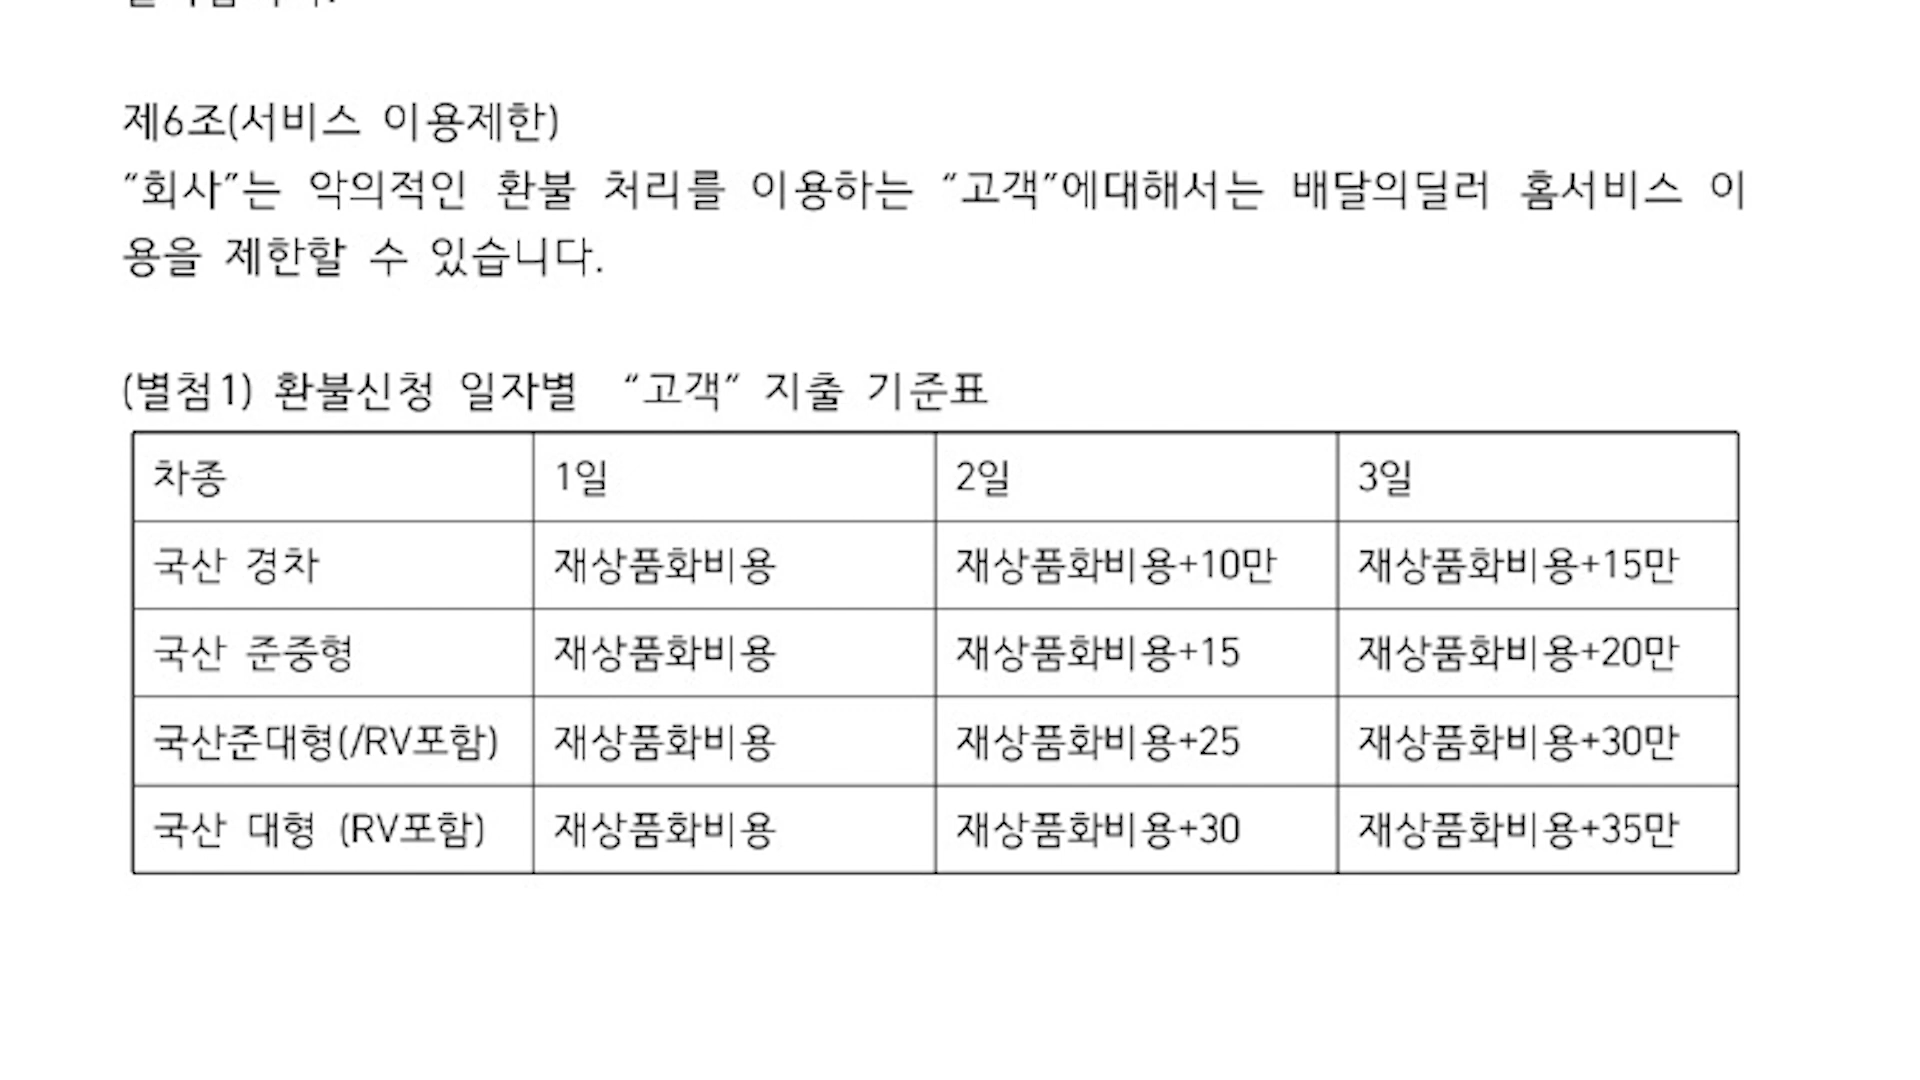 제6조(서비스 이용제한)
"회사"는 악의적인 환불 처리를 이용하는 "고객"에대해서는 배달의딜러 홈서비스 이
용을 제한할 수 있습니다.
(별첨1) 환불신청 일자별 "고객" 지출 기준표
차종 1일 2일 3일
국산 경차 재상품화비용 재상품화비용+10만 재상품화비용+15만
국산 준중형 재상품화비용 재상품화비용+15 재상품화비용+20만
국산준대형(/RV포함) 재상품화비용 재상품화비용+25 재상품화비용+30만
국산 대형 (RV포함) 재상품화비용 재상품화비용+30 재상품화비용+35만